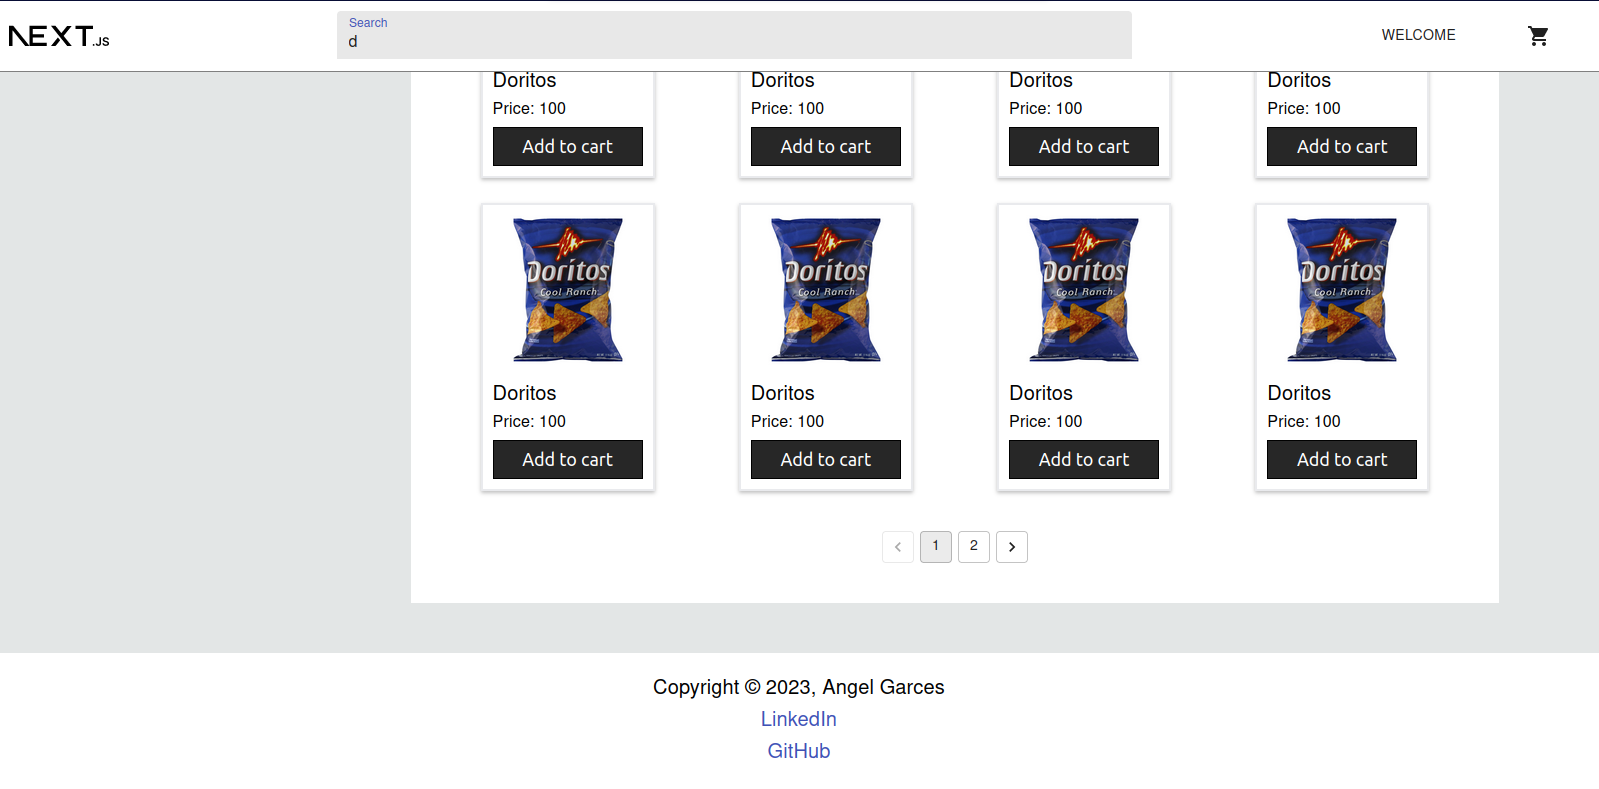 NEXT.JS
Search
d
WELCOME
Doritos Doritos Doritos Doritos
Price: 100 Price: 100 Price: 100 Price: 100
Add to cart Add to cart Add to cart Add to cart
Doritos Doritos Doritos Doritos
Cool Ranch Cool Ranch Cool Ranch Cool Ranch
Doritos Doritos Doritos Doritos
Price: 100 Price: 100 Price: 100 Price: 100
Add to cart Add to cart Add to cart Add to cart
1 2
Copyright © 2023, Angel Garces
LinkedIn
GitHub